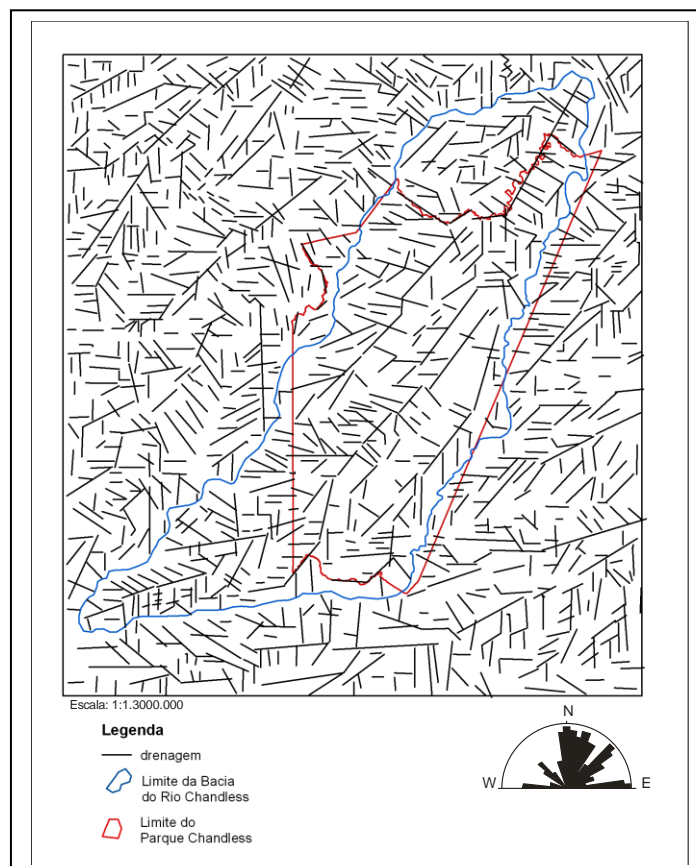 Escala: 1:1.3000.000
Legenda
drenagem
Limite da Bacia
do Rio Chandless
Limite do
Parque Chandless
N
W
E